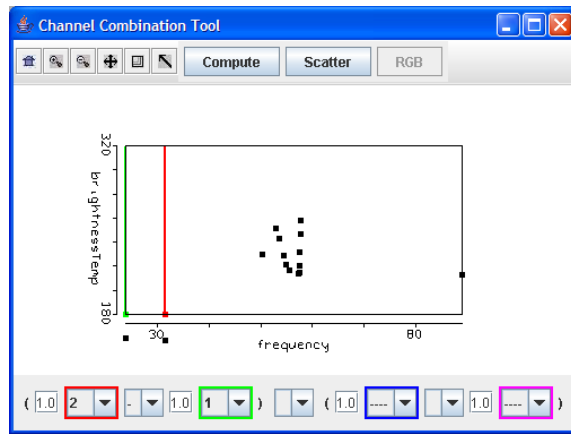 Channel Combination Tool
Compute Scatter RGB
320
brightnessTemp
180
30 80
frequency
( 1.0 2 - 1.0 1 ) ( 1.0 ---- 1.0 ---- )